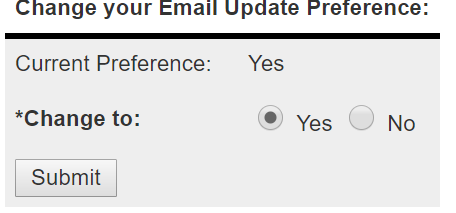 Change your Email Update Preference:
Current Preference: Yes
*Change to: Yes No
Submit